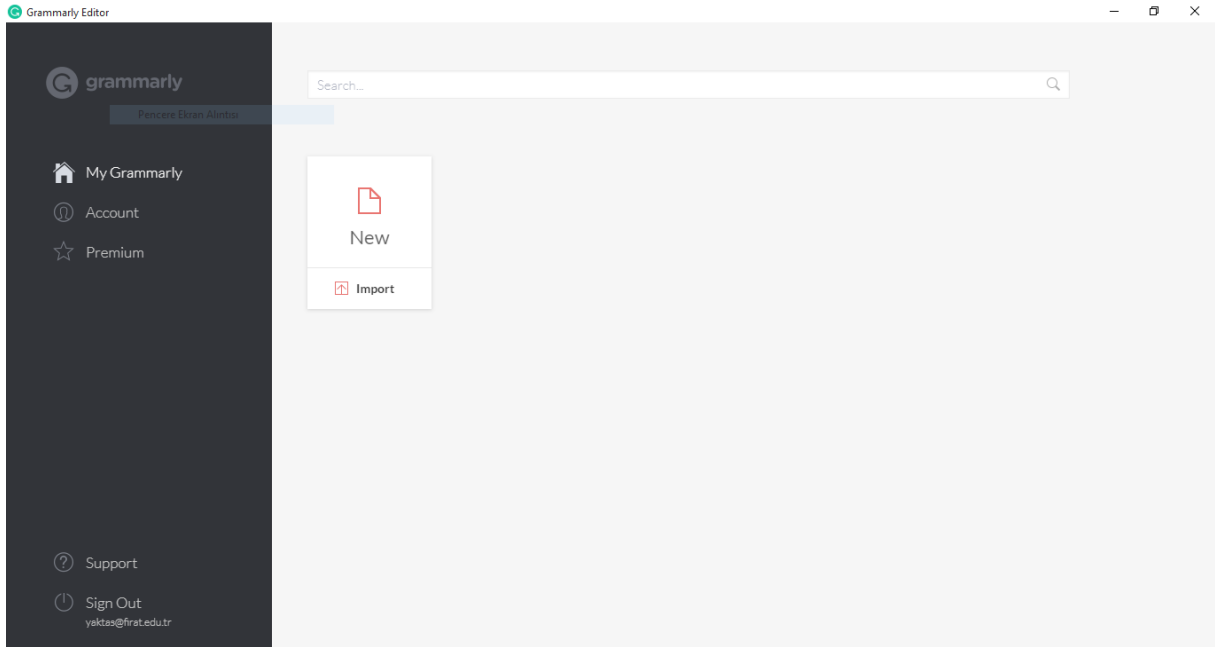 Grammarly Editor
grammarly
Search...
Pencere Ekran Alıntısı
My Grammarly
Account
Premium
New
Import
Support
Sign Out
yaktas@firat.edu.tr